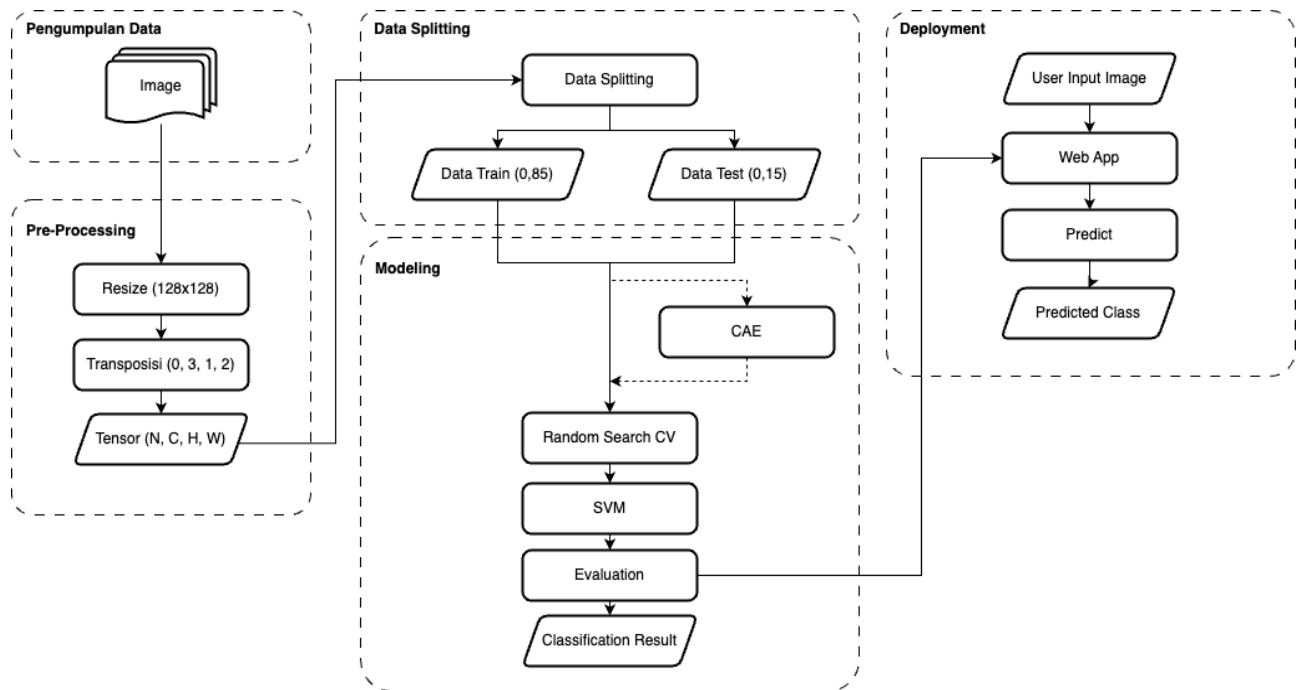 Pengumpulan Data
Image
Pre-Processing
Resize (128x128)
Transposisi (0, 3, 1, 2)
Tensor (N, C, H, W)
Data Splitting
Data Splitting
Data Train (0,85)
Data Test (0,15)
Modeling
CAE
Random Search CV
SVM
Evaluation
Classification Result
Deployment
User Input Image
Web App
Predict
Predicted Class